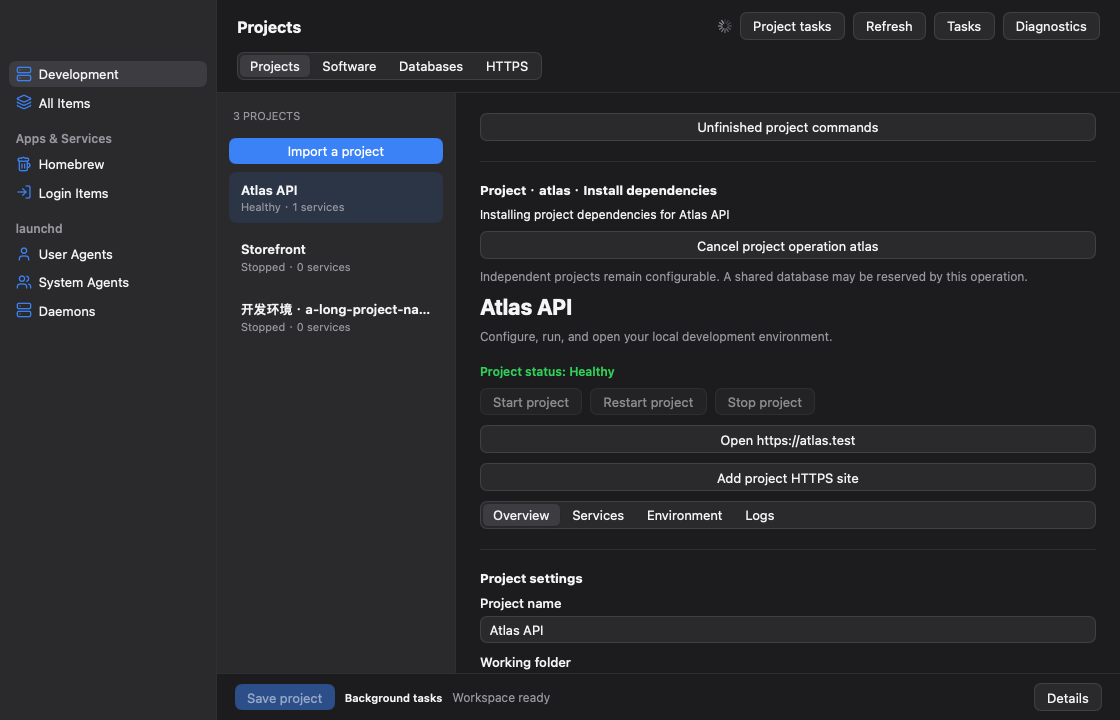 Projects
Project tasks
Refresh
Tasks
Diagnostics
Projects
Software
Databases
HTTPS
Development
All Items
Apps & Services
Homebrew
Login Items
launchd
User Agents
System Agents
Daemons
3 PROJECTS
Import a project
Atlas API
Healthy · 1 services
Storefront
Stopped · 0 services
开发环境 · a-long-project-na...
Stopped · 0 services
Unfinished project commands
Project · atlas · Install dependencies
Installing project dependencies for Atlas API
Cancel project operation atlas
Independent projects remain configurable. A shared database may be reserved by this operation.
Atlas API
Configure, run, and open your local development environment.
Project status: Healthy
Start project
Restart project
Stop project
Open https://atlas.test
Add project HTTPS site
Overview
Services
Environment
Logs
Project settings
Project name
Atlas API
Working folder
Save project
Background tasks
Workspace ready
Details